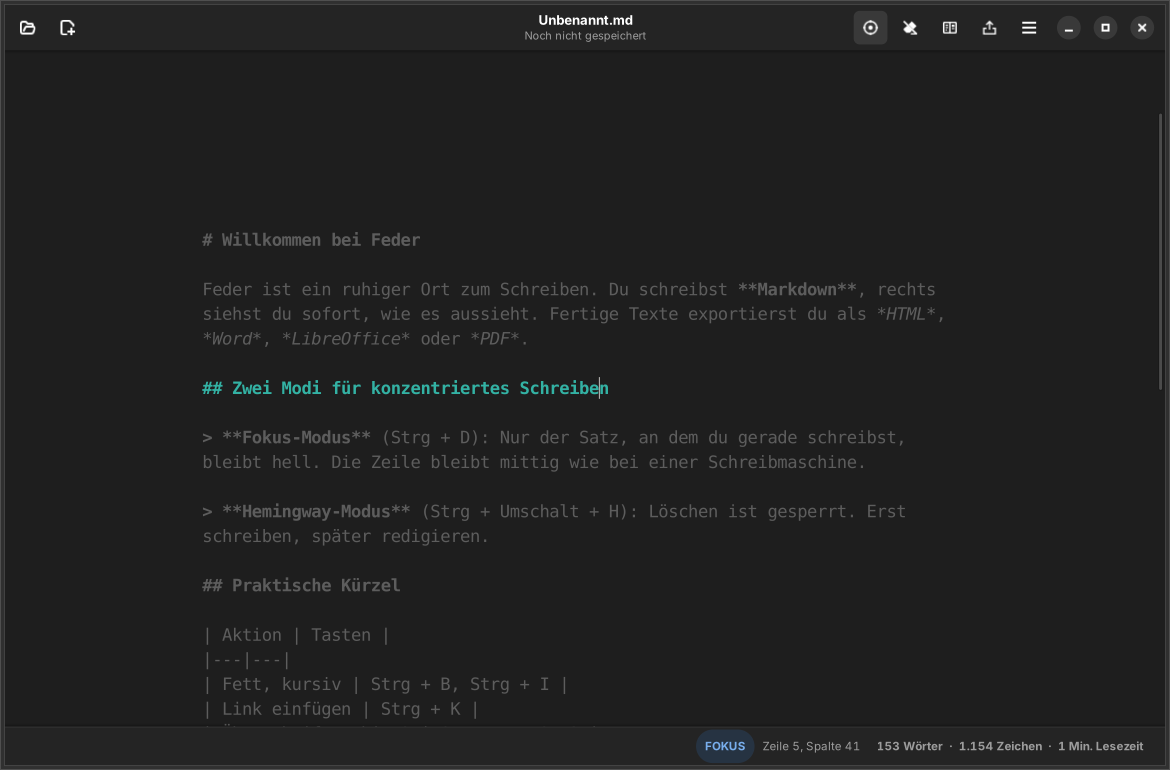 Unbenannt.md
Noch nicht gespeichert
# Willkommen bei Feder
Feder ist ein ruhiger Ort zum Schreiben. Du schreibst **Markdown**, rechts
siehst du sofort, wie es aussieht. Fertige Texte exportierst du als *HTML*,
*Word*, *LibreOffice* oder *PDF*.
## Zwei Modi für konzentriertes Schreiben
> **Fokus-Modus** (Strg + D): Nur der Satz, an dem du gerade schreibst,
bleibt hell. Die Zeile bleibt mittig wie bei einer Schreibmaschine.
> **Hemingway-Modus** (Strg + Umschalt + H): Löschen ist gesperrt. Erst
schreiben, später redigieren.
## Praktische Kürzel
| Aktion | Tasten |
|---|---|
| Fett, kursiv | Strg + B, Strg + I |
| Link einfügen | Strg + K |
FOKUS Zeile 5, Spalte 41 153 Wörter · 1.154 Zeichen · 1 Min. Lesezeit